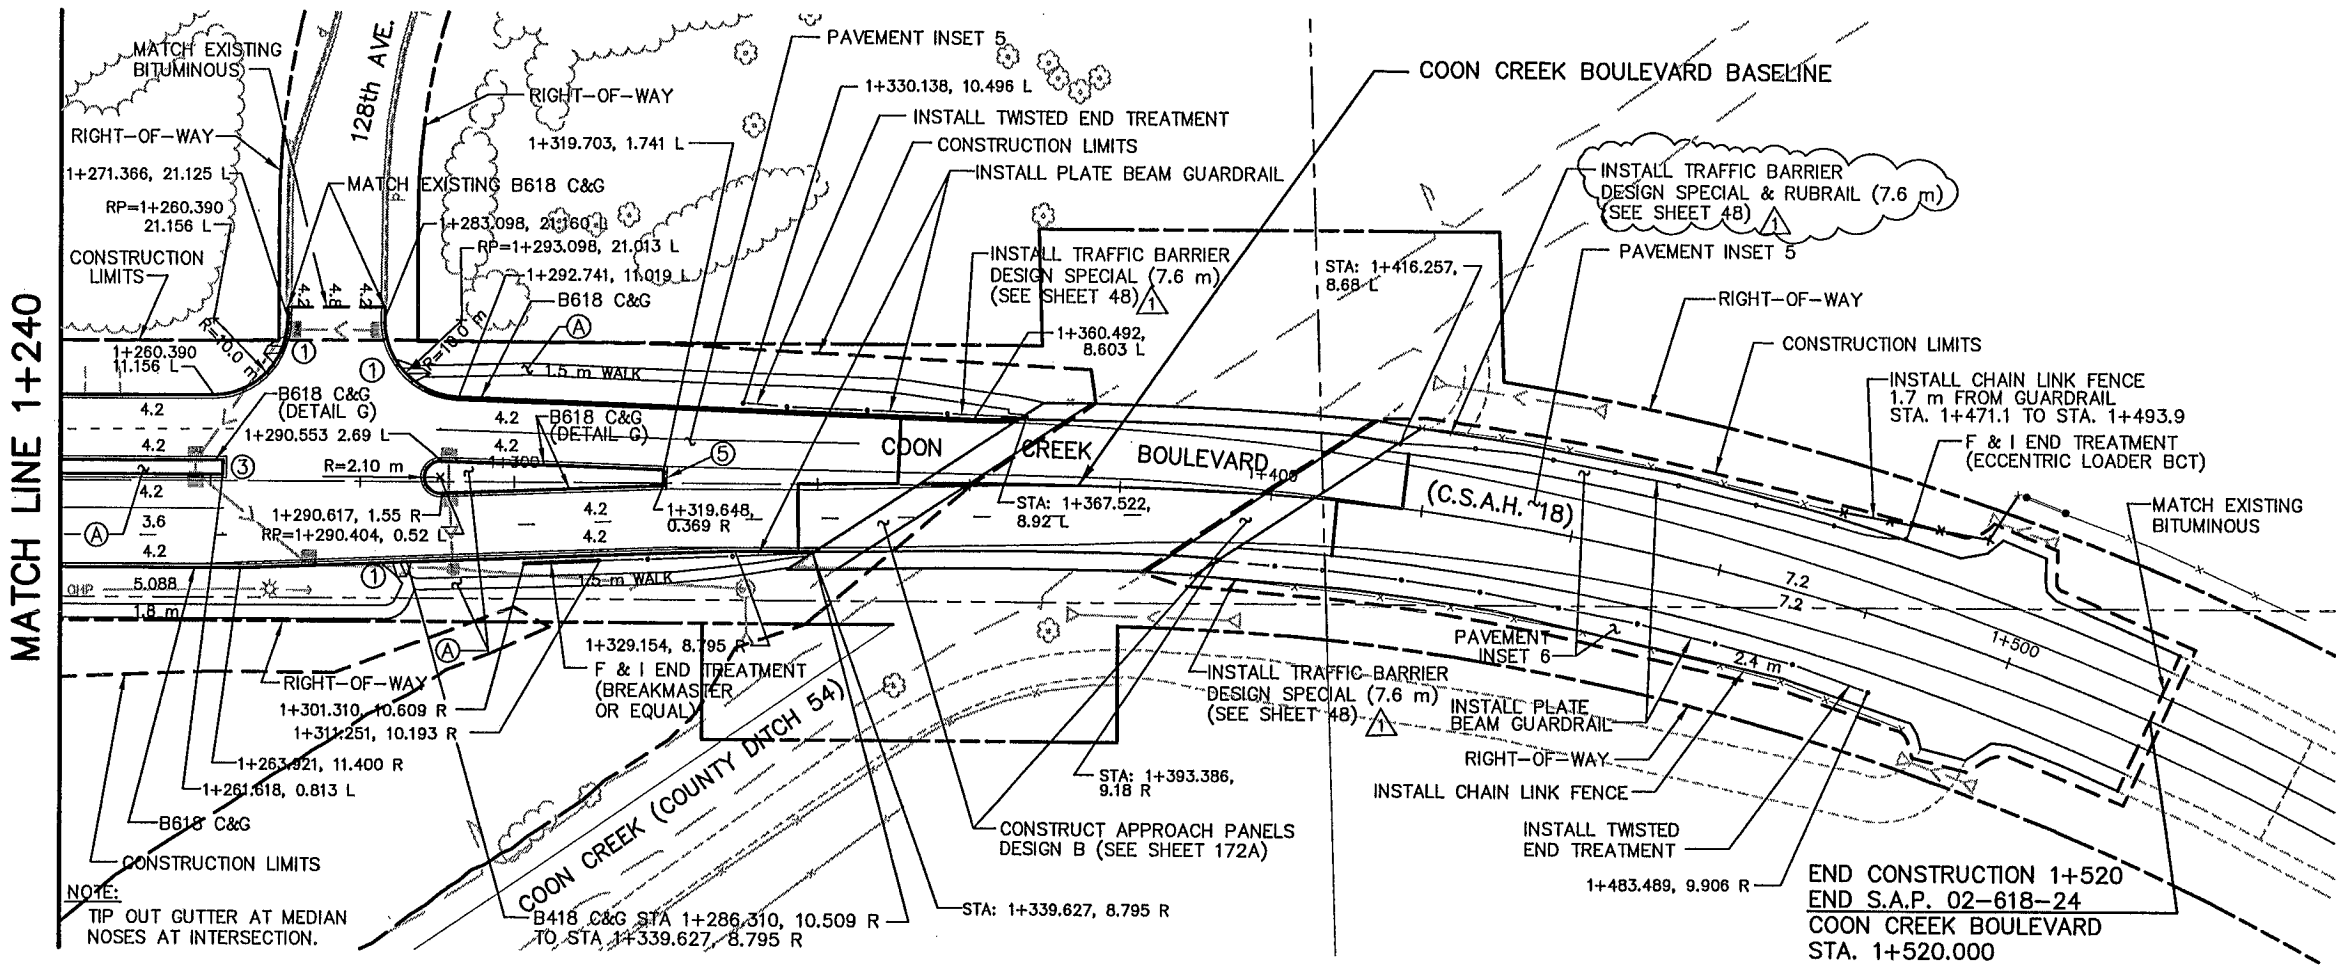 MATCH LINE 1+240
MATCH EXISTING
BITUMINOUS
128th AVE.
PAVEMENT INSET 5
COON CREEK BOULEVARD BASELINE
RIGHT-OF-WAY
1+330.138, 10.496 L
INSTALL TWISTED END TREATMENT
RIGHT-OF-WAY
1+319.703, 1.741 L
CONSTRUCTION LIMITS
1+271.366, 21.125 L
MATCH EXISTING B618 C&G
INSTALL PLATE BEAM GUARDRAIL
INSTALL TRAFFIC BARRIER
DESIGN SPECIAL & RUBRAIL (7.6 m)
(SEE SHEET 48)
1
RP=1+260.390
21.156 L
1+283.098, 21.160 L
RP=1+293.098, 21.013 L
1+292.741, 11.019 L
B618 C&G
INSTALL TRAFFIC BARRIER
DESIGN SPECIAL (7.6 m)
(SEE SHEET 48)
1
STA: 1+416.257,
8.68 L
PAVEMENT INSET 5
RIGHT-OF-WAY
CONSTRUCTION
LIMITS
4.2
4.8
4.2
R=10.0 m
R=10.0 m
A
1
1
1+260.390
11.156 L
1.5 m WALK
1+360.492,
8.603 L
CONSTRUCTION LIMITS
INSTALL CHAIN LINK FENCE
1.7 m FROM GUARDRAIL
STA. 1+471.1 TO STA. 1+493.9
F & I END TREATMENT
(ECCENTRIC LOADER BCT)
MATCH EXISTING
BITUMINOUS
B618 C&G
(DETAIL G)
4.2
4.2
1+290.553 2.69 L
4.2
4.2
B618 C&G
(DETAIL G)
1+300
COON CREEK BOULEVARD
1+400
(C.S.A.H. 18)
3
5
R=2.10 m
4.2
3.6
4.2
A
1+290.617, 1.55 R
RP=1+290.404, 0.52 L
4.2
4.2
1+319.648,
0.369 R
STA: 1+367.522,
8.92 L
1
1.5 m WALK
OHP
5.088
1.8 m
7.2
7.2
1+500
A
1+329.154, 8.795 R
F & I END TREATMENT
(BREAKMASTER
OR EQUAL)
PAVEMENT
INSET 6
2.4 m
RIGHT-OF-WAY
1+301.310, 10.609 R
1+311.251, 10.193 R
INSTALL TRAFFIC BARRIER
DESIGN SPECIAL (7.6 m)
(SEE SHEET 48)
1
INSTALL PLATE
BEAM GUARDRAIL
RIGHT-OF-WAY
1+263.921, 11.400 R
1+261.618, 0.813 L
STA: 1+393.386,
9.18 R
INSTALL CHAIN LINK FENCE
B618 C&G
COON CREEK (COUNTY DITCH 54)
CONSTRUCT APPROACH PANELS
DESIGN B (SEE SHEET 172A)
INSTALL TWISTED
END TREATMENT
CONSTRUCTION LIMITS
1+483.489, 9.906 R
END CONSTRUCTION 1+520
END S.A.P. 02-618-24
COON CREEK BOULEVARD
STA. 1+520.000
NOTE:
TIP OUT GUTTER AT MEDIAN
NOSES AT INTERSECTION.
B418 C&G STA 1+286.310, 10.509 R
TO STA 1+339.627, 8.795 R
STA: 1+339.627, 8.795 R